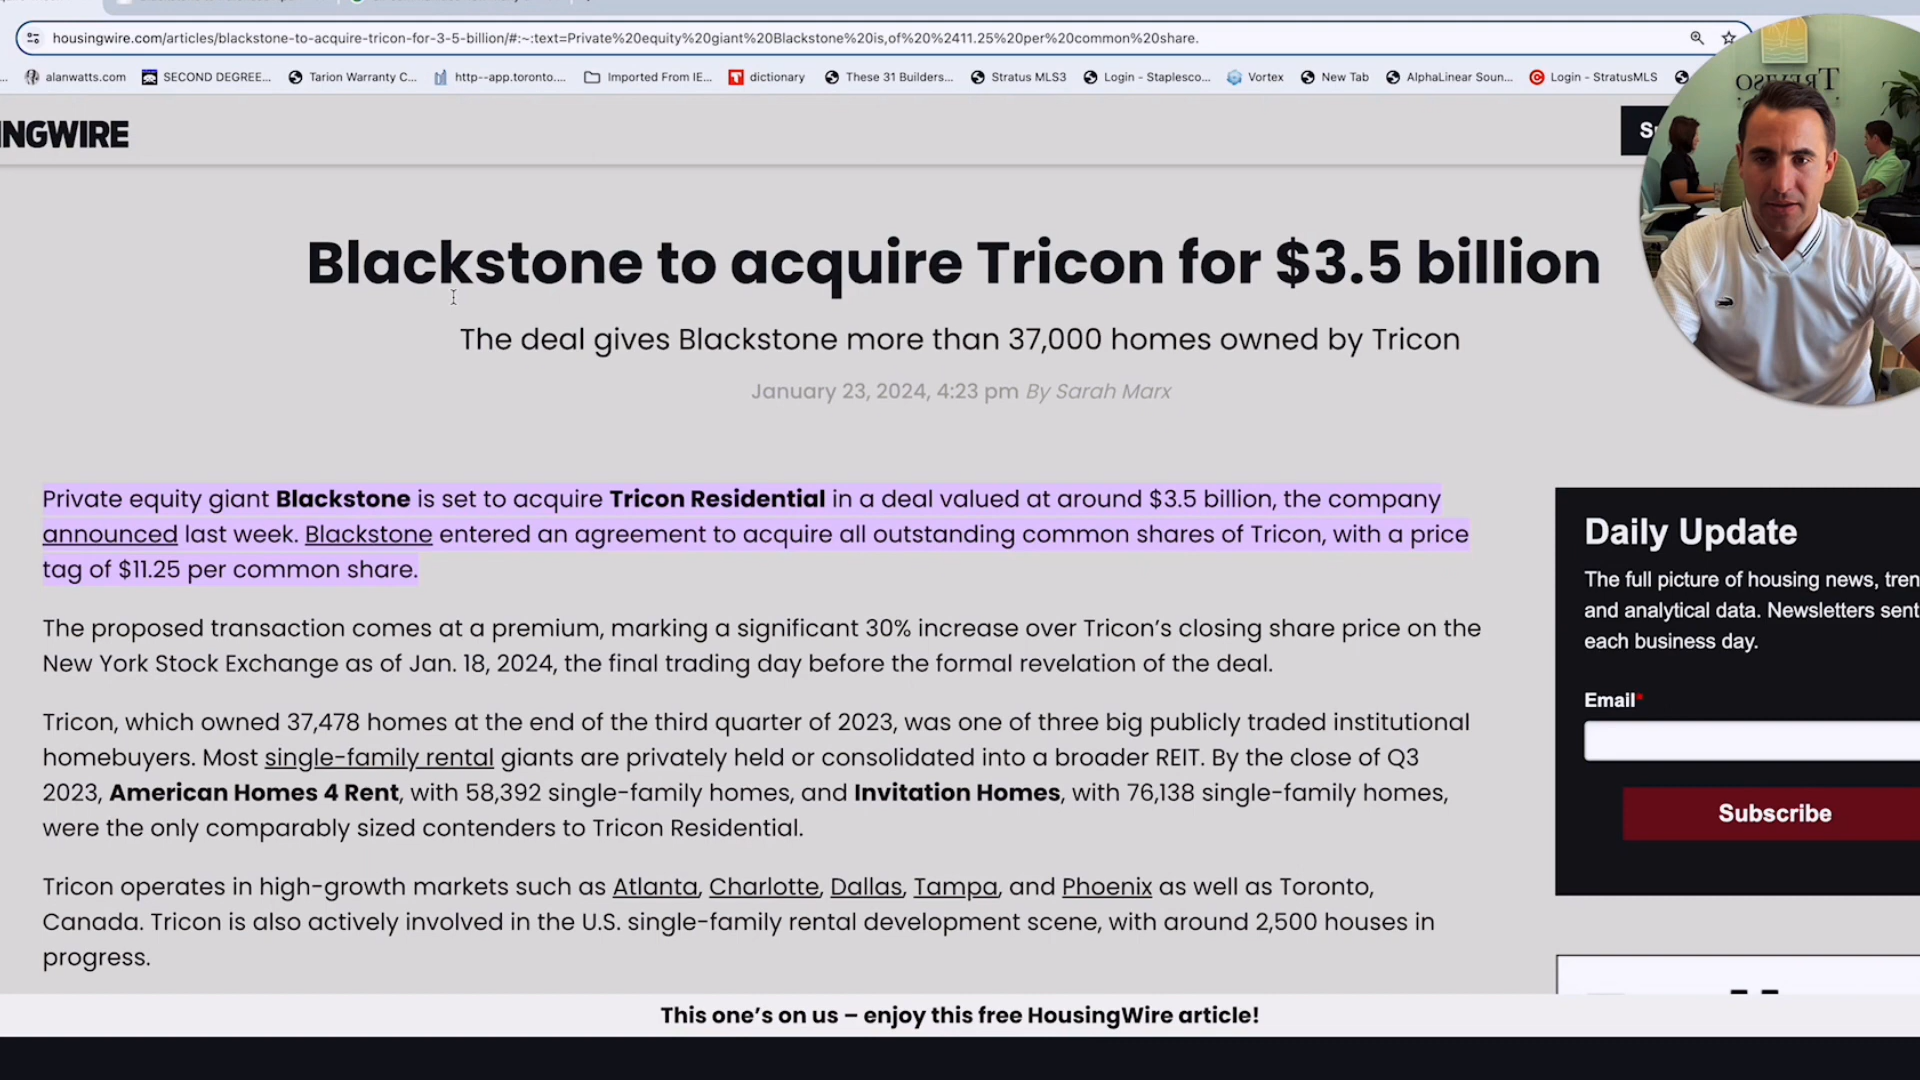 housingwire.com/articles/blackstone-to-acquire-tricon-for-3-5-billion/#:~:text=Private%20equity%20giant%20Blackstone%20is,of%20%2411.25%20per%20common%20share.
alanwatts.com SECOND DEGREE... Tarion Warranty C... http--app.toronto.... Imported From IE... dictionary These 31 Builders... Stratus MLS3 Login - Staplesco... Vortex New Tab AlphaLinear Soun... Login - StratusMLS
INGWIRE
Blackstone to acquire Tricon for $3.5 billion
The deal gives Blackstone more than 37,000 homes owned by Tricon
January 23, 2024, 4:23 pm By Sarah Marx
Private equity giant Blackstone is set to acquire Tricon Residential in a deal valued at around $3.5 billion, the company
announced last week. Blackstone entered an agreement to acquire all outstanding common shares of Tricon, with a price
tag of $11.25 per common share.
The proposed transaction comes at a premium, marking a significant 30% increase over Tricon's closing share price on the
New York Stock Exchange as of Jan. 18, 2024, the final trading day before the formal revelation of the deal.
Tricon, which owned 37,478 homes at the end of the third quarter of 2023, was one of three big publicly traded institutional
homebuyers. Most single-family rental giants are privately held or consolidated into a broader REIT. By the close of Q3
2023, American Homes 4 Rent, with 58,392 single-family homes, and Invitation Homes, with 76,138 single-family homes,
were the only comparably sized contenders to Tricon Residential.
Tricon operates in high-growth markets such as Atlanta, Charlotte, Dallas, Tampa, and Phoenix as well as Toronto,
Canada. Tricon is also actively involved in the U.S. single-family rental development scene, with around 2,500 houses in
progress.
Daily Update
The full picture of housing news, tren
and analytical data. Newsletters sent
each business day.
Email*
Subscribe
This one's on us – enjoy this free HousingWire article!